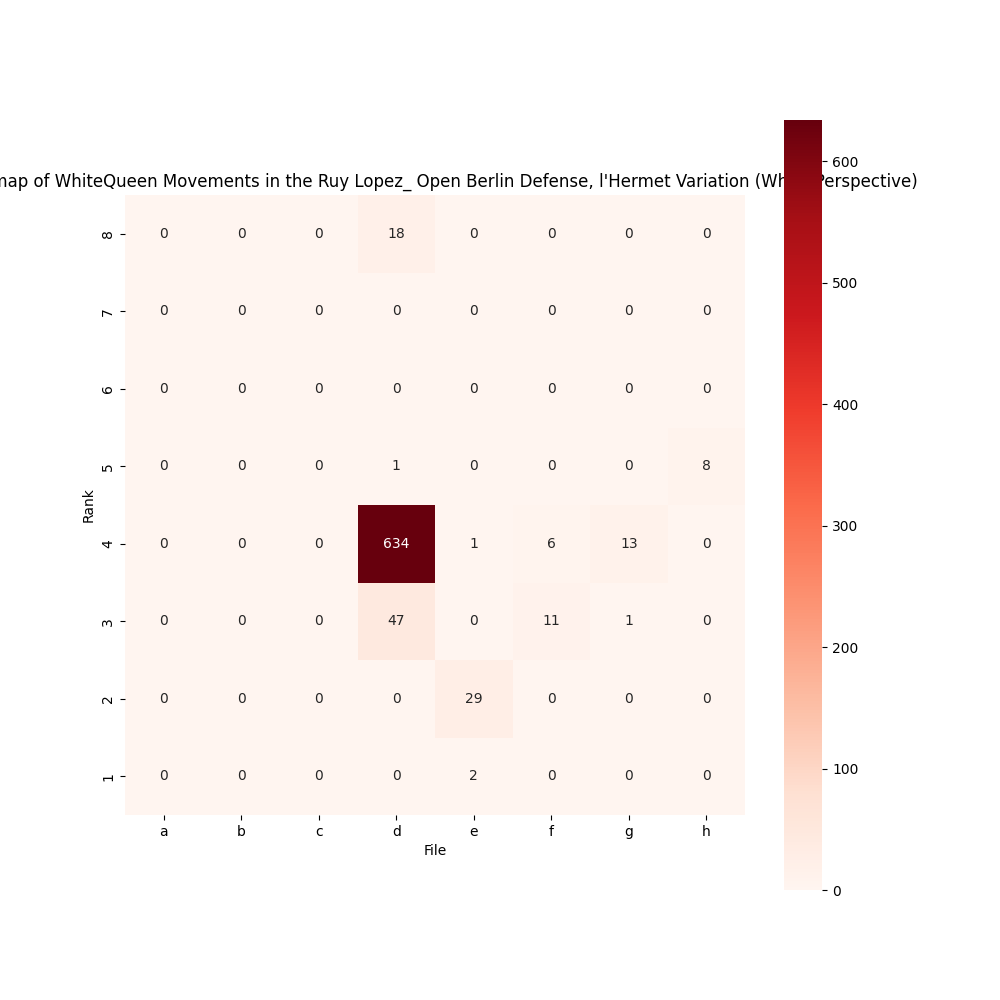 map of WhiteQueen Movements in the Ruy Lopez_ Open Berlin Defense, l'Hermet Variation (Wh Perspective)
600
500
400
300
200
100
0
Rank
8 0 0 0 18 0 0 0 0
7 0 0 0 0 0 0 0 0
6 0 0 0 0 0 0 0 0
5 0 0 0 1 0 0 0 8
4 0 0 0 634 1 6 13 0
3 0 0 0 47 0 11 1 0
2 0 0 0 0 29 0 0 0
1 0 0 0 0 2 0 0 0
a b c d e f g h
File